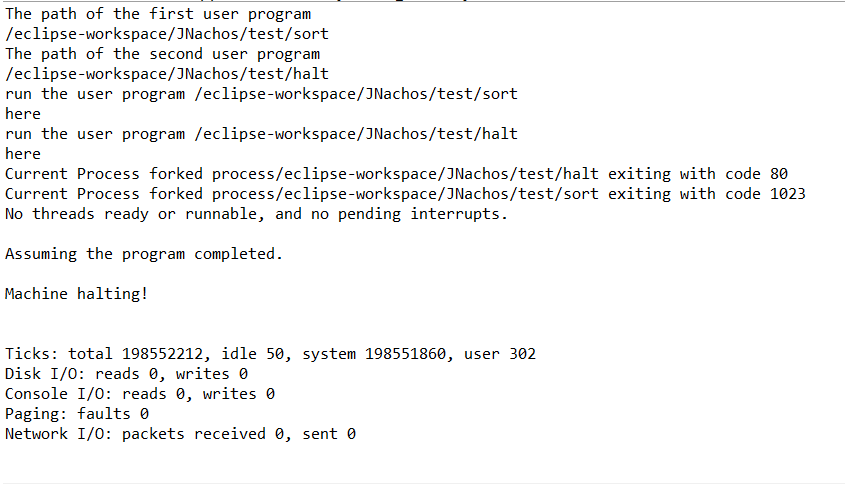 The path of the first user program
/eclipse-workspace/JNachos/test/sort
The path of the second user program
/eclipse-workspace/JNachos/test/halt
run the user program /eclipse-workspace/JNachos/test/sort
here
run the user program /eclipse-workspace/JNachos/test/halt
here
Current Process forked process/eclipse-workspace/JNachos/test/halt exiting with code 80
Current Process forked process/eclipse-workspace/JNachos/test/sort exiting with code 1023
No threads ready or runnable, and no pending interrupts.
Assuming the program completed.
Machine halting!
Ticks: total 198552212, idle 50, system 198551860, user 302
Disk I/O: reads 0, writes 0
Console I/O: reads 0, writes 0
Paging: faults 0
Network I/O: packets received 0, sent 0